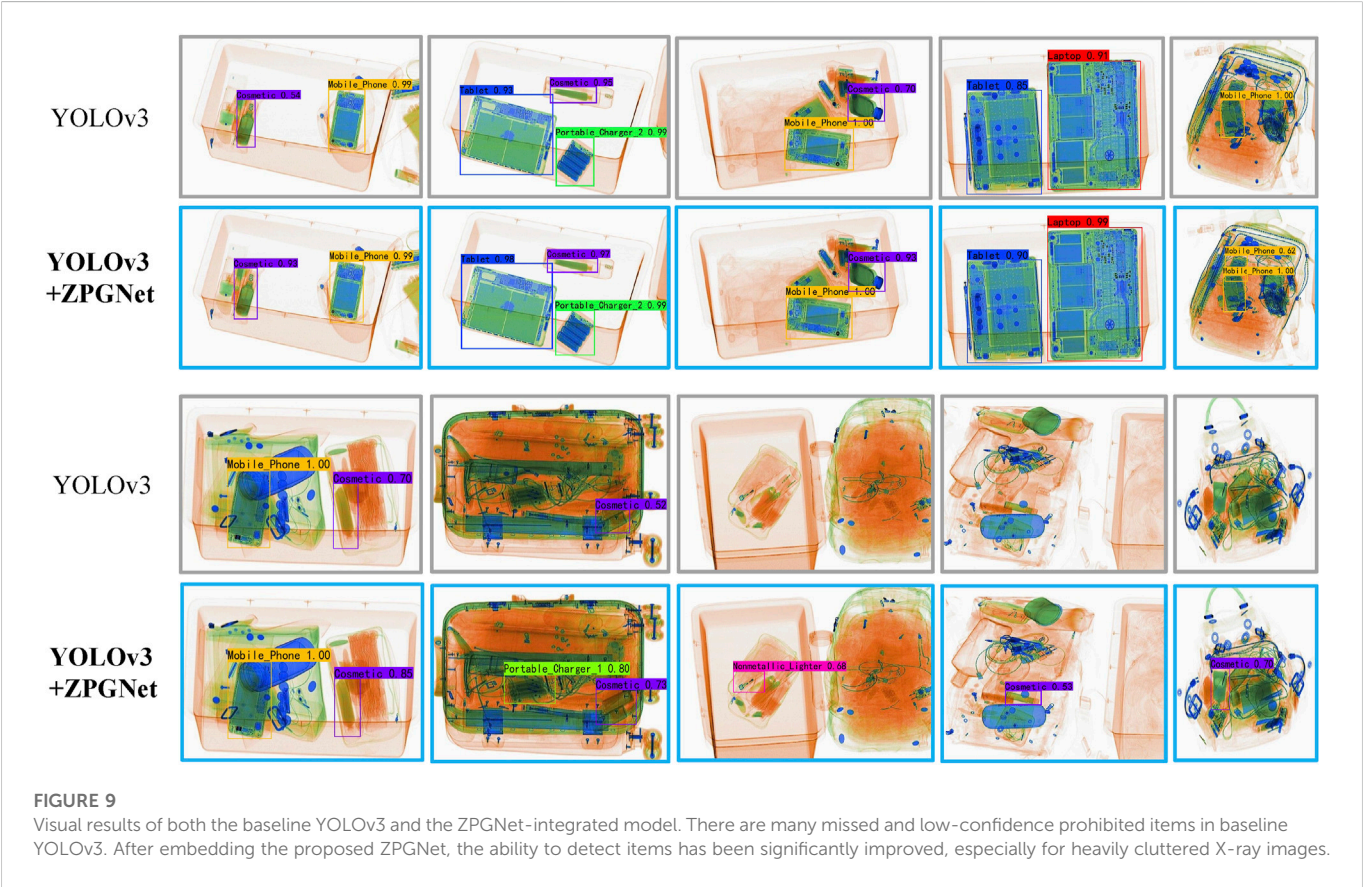 YOLOv3
Cosmetic 0.54
Mobile_Phone 0.99
Tablet 0.93
Cosmetic 0.95
Portable_Charger_2 0.99
Cosmetic 0.70
Mobile_Phone 1.00
Tablet 0.85
Laptop 0.91
Mobile_Phone 1.00
YOLOv3
+ZPGNet
Cosmetic 0.93
Mobile_Phone 0.99
Tablet 0.98
Cosmetic 0.97
Portable_Charger_2 0.99
Cosmetic 0.93
Mobile_Phone 1.00
Tablet 0.90
Laptop 0.99
Mobile_Phone 0.62
Mobile_Phone 1.00
YOLOv3
Mobile_Phone 1.00
Cosmetic 0.70
Cosmetic 0.52
YOLOv3
+ZPGNet
Mobile_Phone 1.00
Cosmetic 0.85
Portable_Charger_1 0.80
Cosmetic 0.73
Nonmetallic_Lighter 0.68
Cosmetic 0.53
Cosmetic 0.70
FIGURE 9
Visual results of both the baseline YOLOv3 and the ZPGNet-integrated model. There are many missed and low-confidence prohibited items in baseline
YOLOv3. After embedding the proposed ZPGNet, the ability to detect items has been significantly improved, especially for heavily cluttered X-ray images.